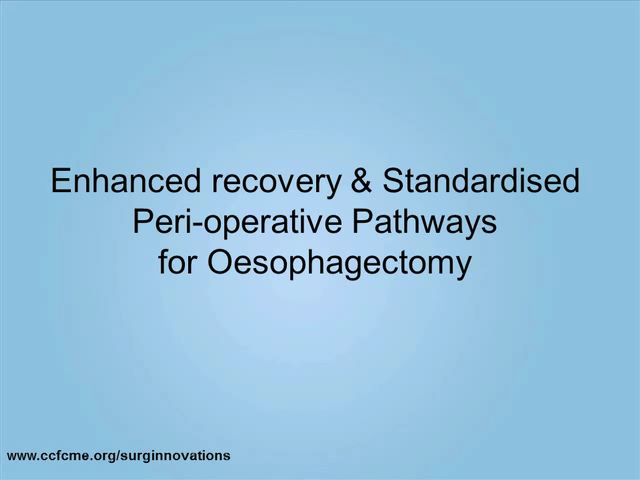 Enhanced recovery & Standardised
Peri-operative Pathways
for Oesophagectomy
www.ccfcme.org/surginnovations